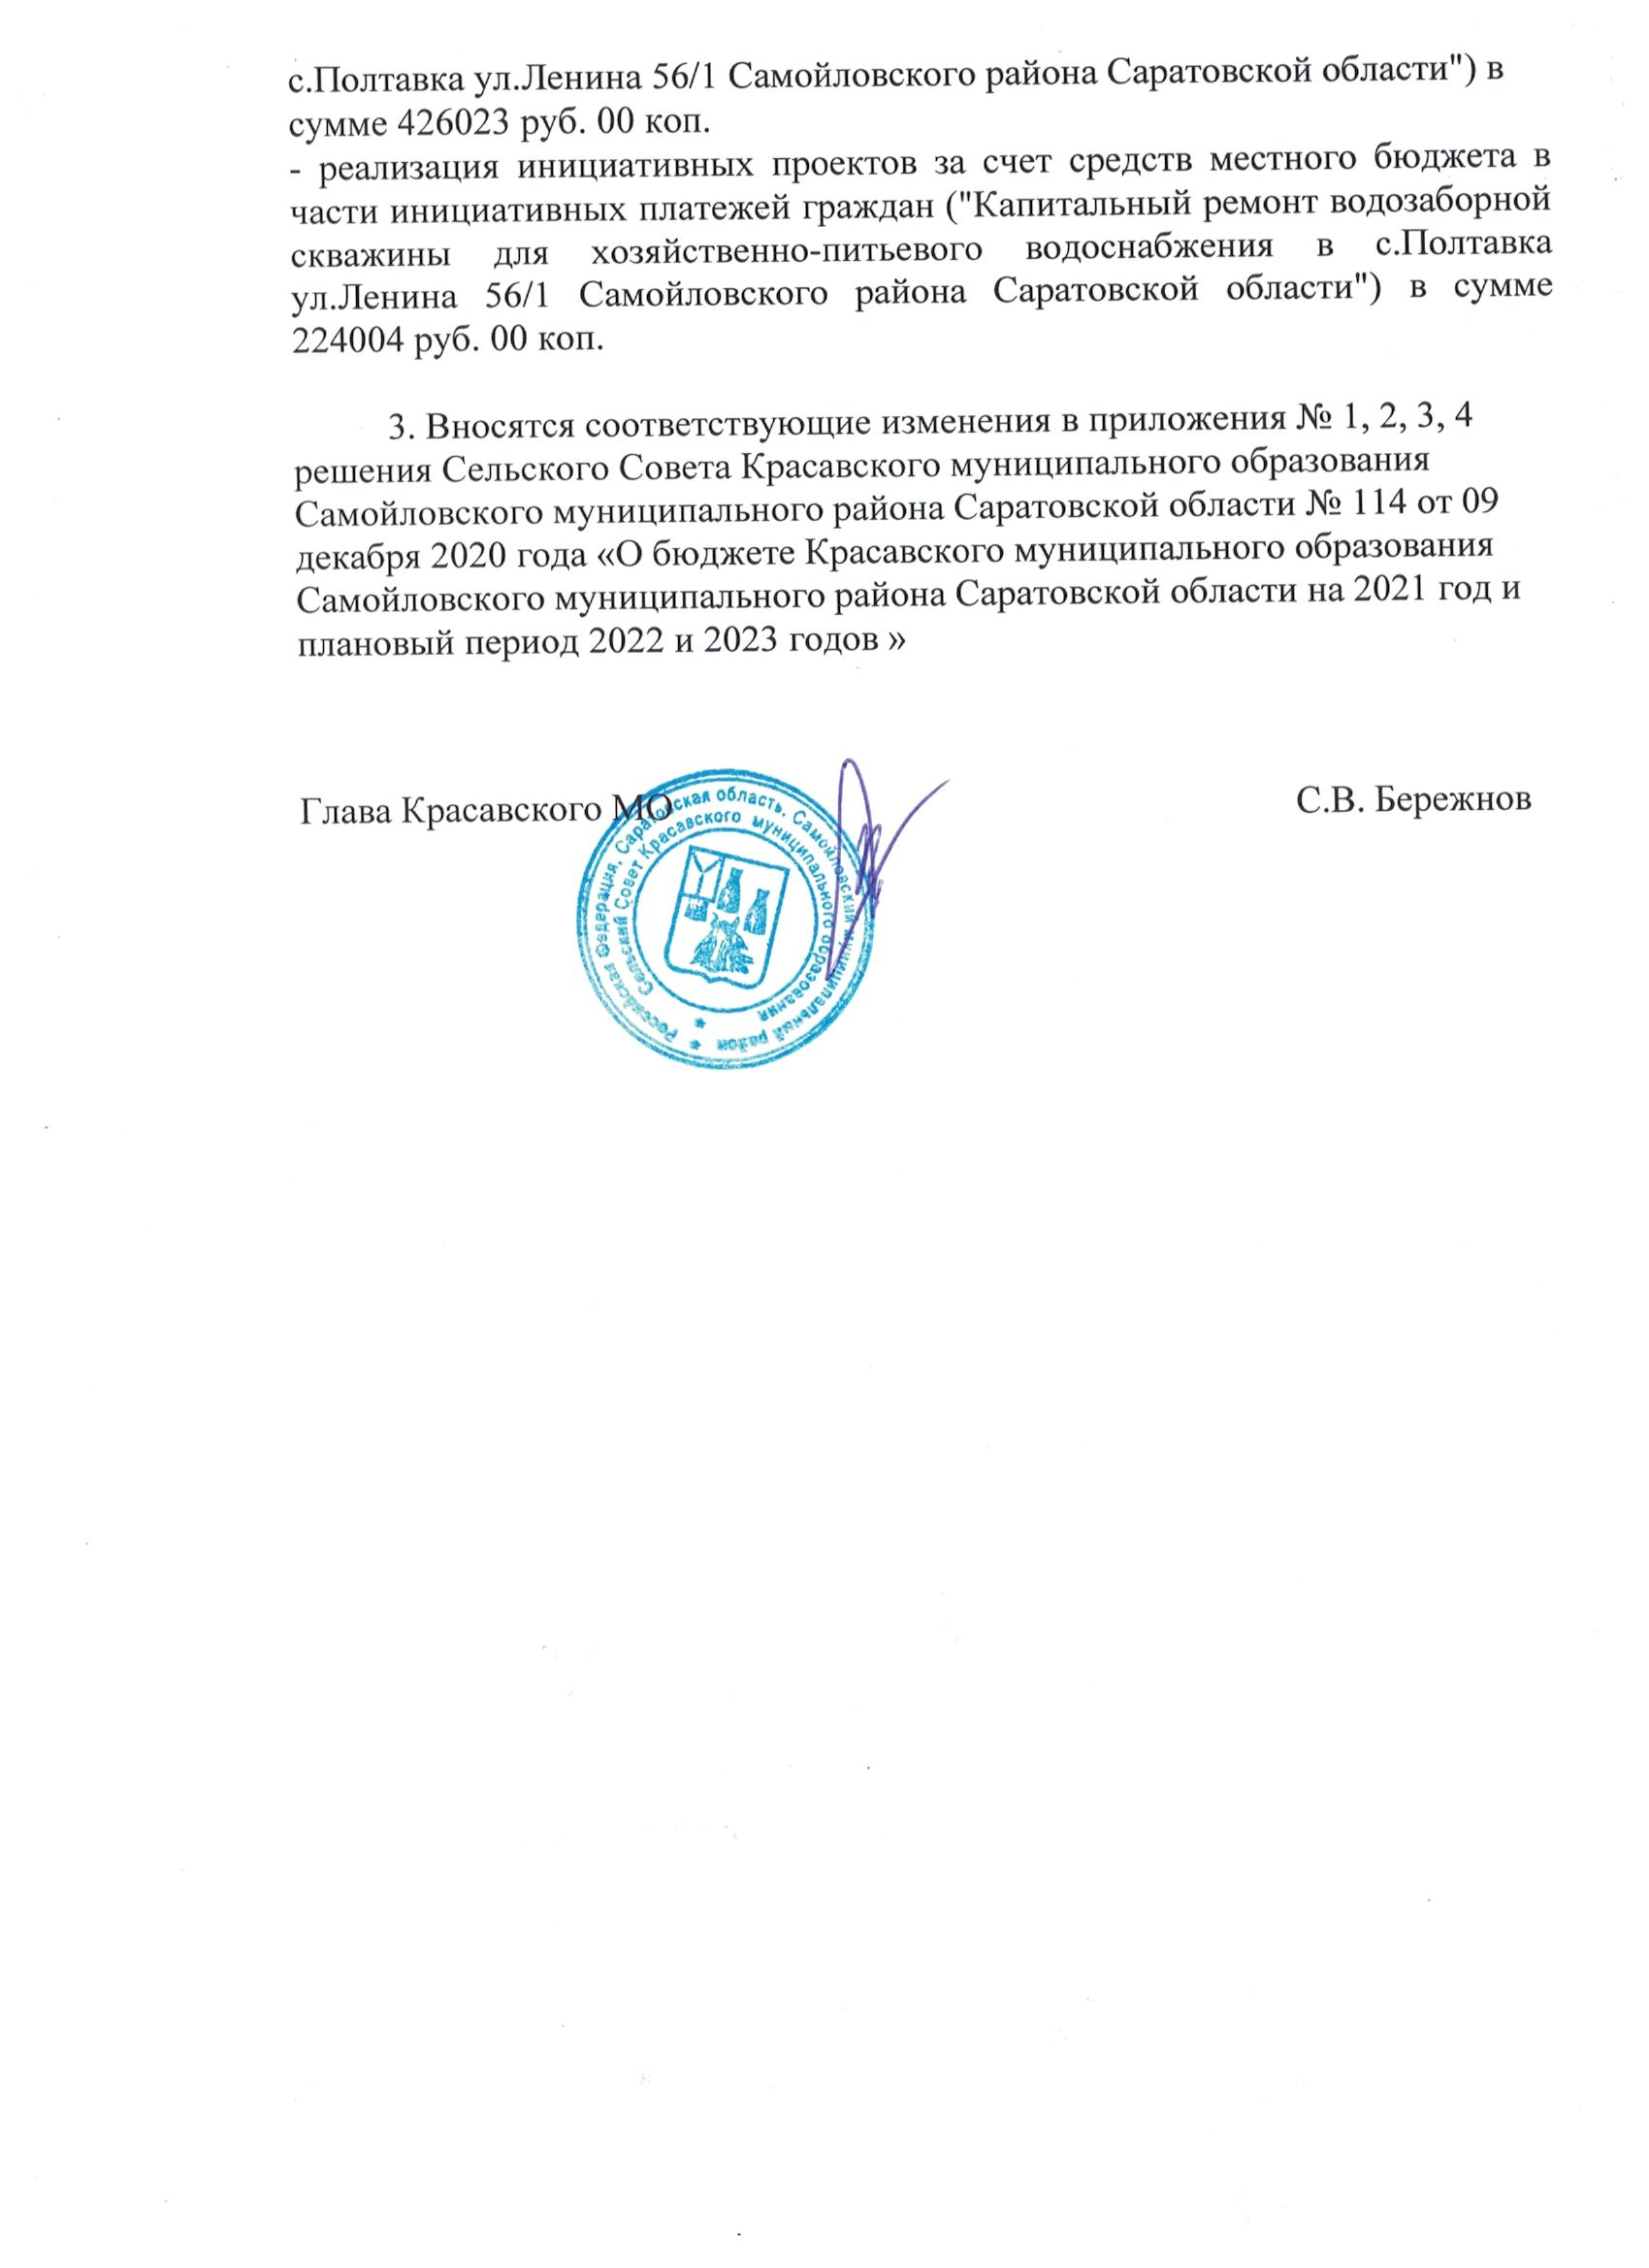 с.Полтавка ул.Ленина 56/1 Самойловского района Саратовской области") в
сумме 426023 руб. 00 коп.
- реализация инициативных проектов за счет средств местного бюджета в
части инициативных платежей граждан ("Капитальный ремонт водозаборной
скважины для хозяйственно-питьевого водоснабжения в с.Полтавка
ул.Ленина 56/1 Самойловского района Саратовской области") в сумме
224004 руб. 00 коп.
3. Вносятся соответствующие изменения в приложения № 1, 2, 3, 4
решения Сельского Совета Красавского муниципального образования
Самойловского муниципального района Саратовской области № 114 от 09
декабря 2020 года «О бюджете Красавского муниципального образования
Самойловского муниципального района Саратовской области на 2021 год и
плановый период 2022 и 2023 годов »
Глава Красавского МО С.В. Бережнов
Российская Федерация, Саратовская область, Самойловский муниципальный район
Сельский Совет Красавского муниципального образования